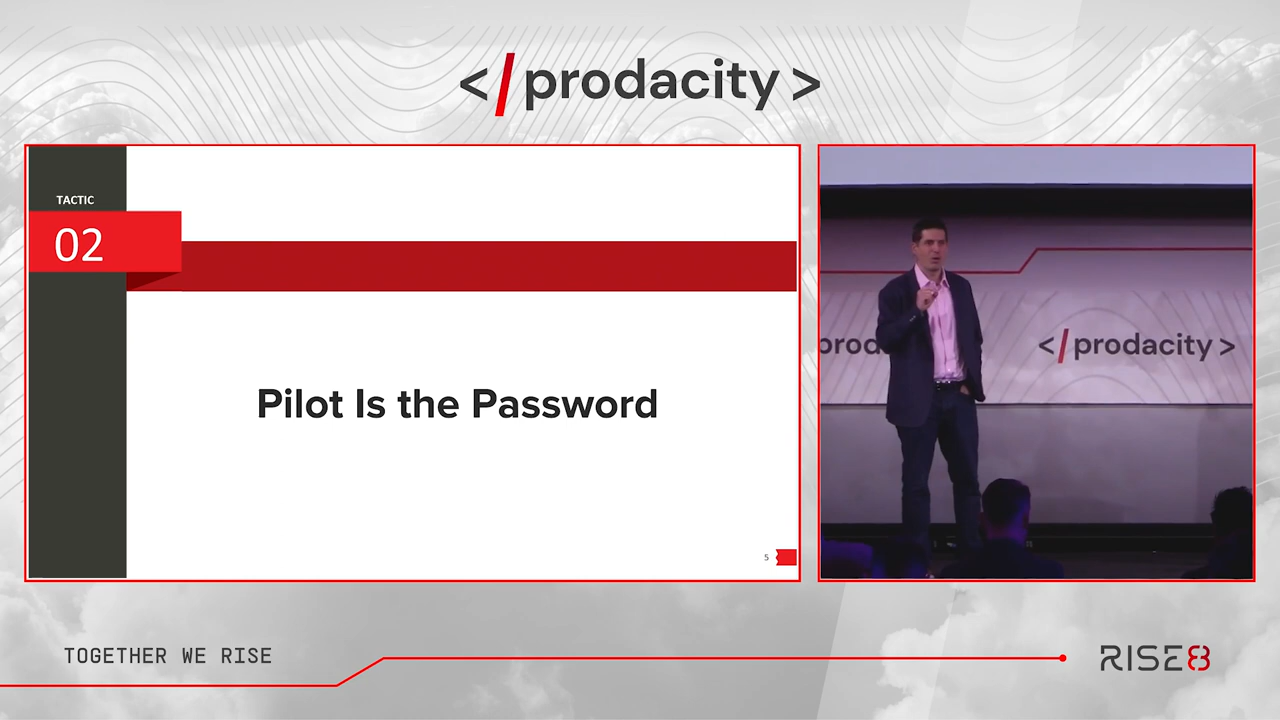 </prodacity>
TACTIC
02
Pilot Is the Password
5
prod
</prodacity>
TOGETHER WE RISE
RISE8